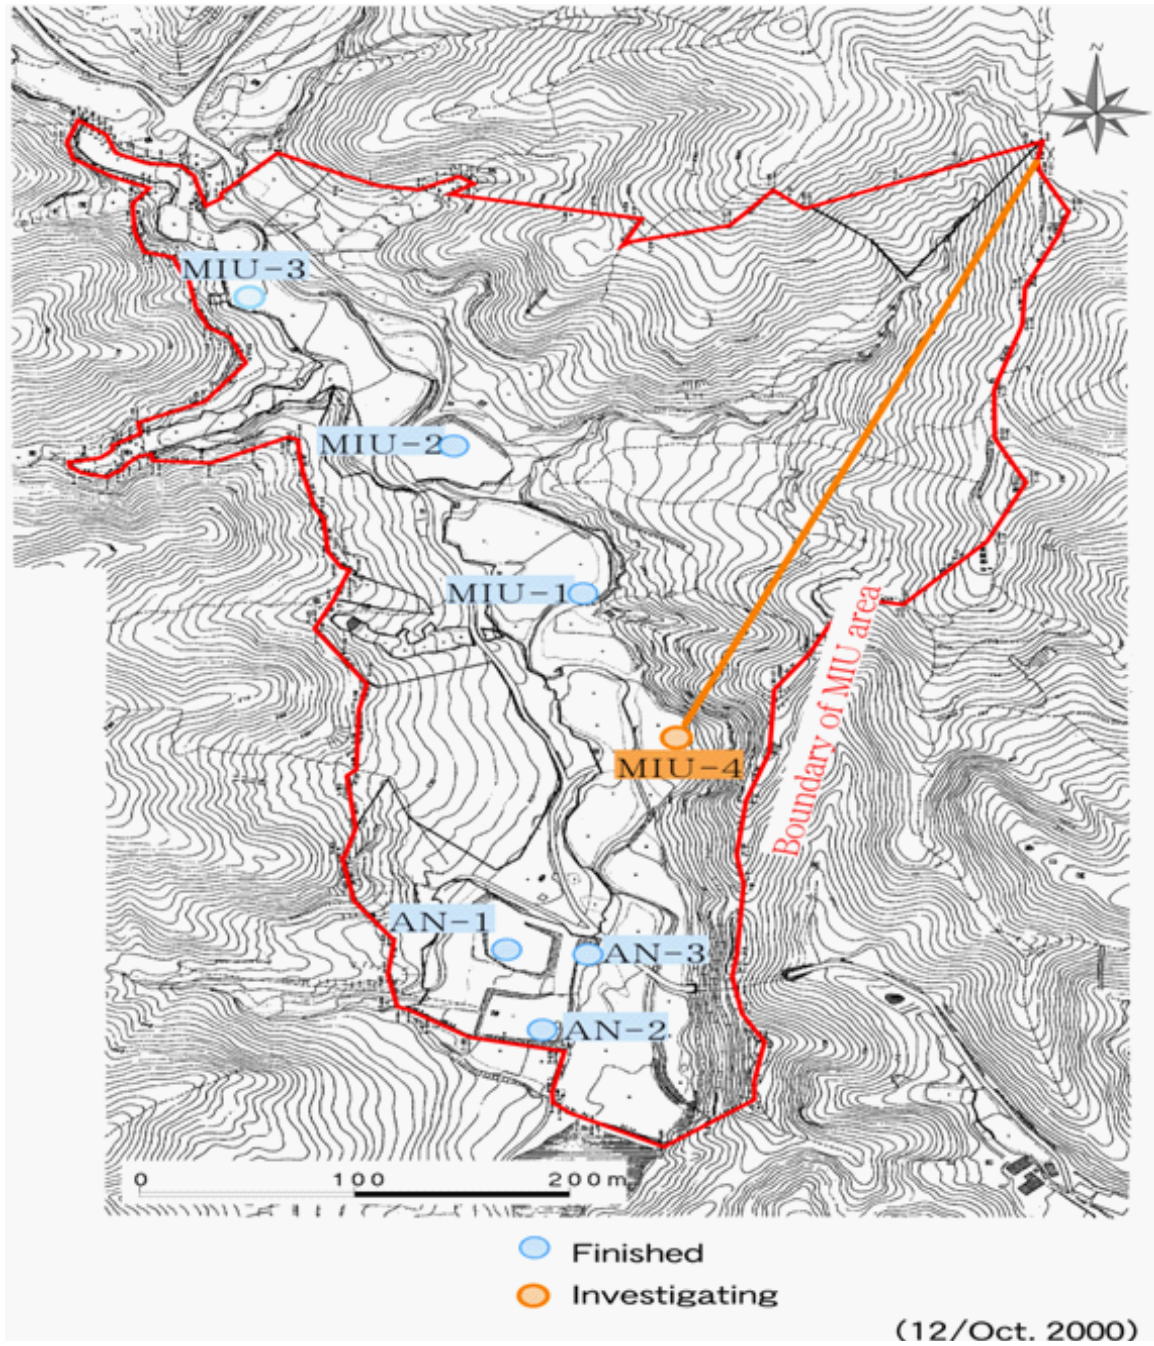 N
MIU-3
MIU-2
MIU-1
MIU-4
Boundary of MIU area
AN-1
AN-3
AN-2
0 100 200 m
Finished
Investigating
(12/Oct. 2000)